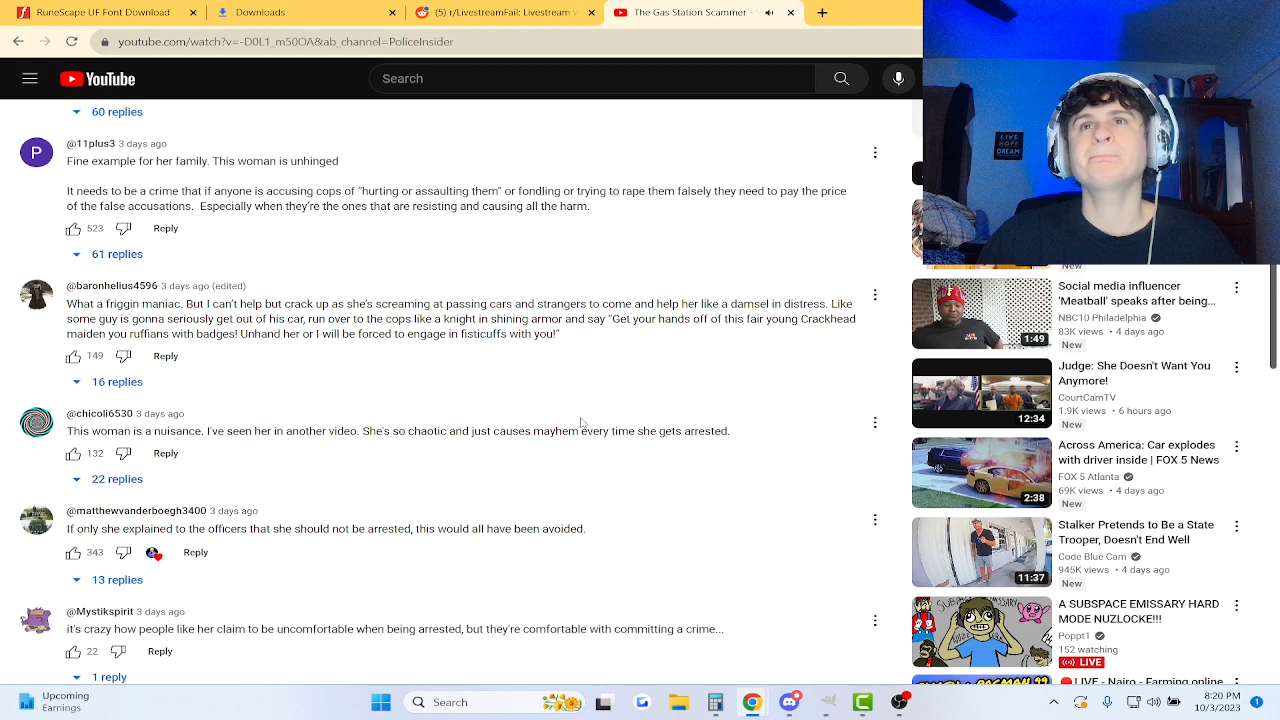 Runescape - Funni
Downloads
(5) r/LivestreamFail: Livestream
The Gas Station Scammer -
youtube.com/watch?v=-D0L1_m50OA&ab_channel=PoliceInsider
YouTube
Search
60 replies
P
@11plus3 3 days ago
Fine example for her family. This woman is unhinged
It needs to be a crime that if anyone is accusing cops of “hurting or assaulting them” or fondling or trying to rape them falsely they need to pay the price
of the false accusations. Especially when they’re the ones that are resisting and causing all the harm.
523
Reply
61 replies
@baronhelius4596 3 days ago (edited)
What a friggin maniac. But I can't help but crack up as she's screaming at passing cars and strangers to come and help her like a damsel in distress. Like
some guy is gonna seriously get out of his car, run over to the cops like a knight in shining armor and say “Get your hands off of this fair young Crackhead
maiden you ruffians with badges! Unhand her or I will be forced to engage in fistcuffs with you!”
149
Reply
16 replies
@chicoli6530 3 days ago
This woman is a nuisance. I’ve seen her in another video. She’s so chaotic and just causes mayhem every time she gets arrested.
132
Reply
22 replies
@matthewvanderboegh3400 3 days ago
If only she explained to the officers that she should not be arrested, this would all have been avoided.
343
Reply
13 replies
@Mystikspirit 3 days ago
it's crazy how people like her claim to be uncomfortable when being arrested, but they're comfortable with commiting a crime...
22
Reply
1 reply
LIVE
HOPE
DREAM
New
Social media influencer
'Meatball' speaks after being...
NBC10 Philadelphia
83K views • 4 days ago
New
1:49
Judge: She Doesn't Want You
Anymore!
CourtCamTV
1.9K views • 6 hours ago
New
12:34
Across America: Car explodes
with driver inside | FOX 5 News
FOX 5 Atlanta
69K views • 4 days ago
New
2:38
Stalker Pretends to Be a State
Trooper, Doesn't End Well
Code Blue Cam
945K views • 4 days ago
New
11:37
A SUBSPACE EMISSARY HARD
MODE NUZLOCKE!!!
Poppt1
152 watching
LIVE
LIVE - Nairo - Farming online
Upcoming
Earnings
Search
8:20 PM
10/3/2023
1